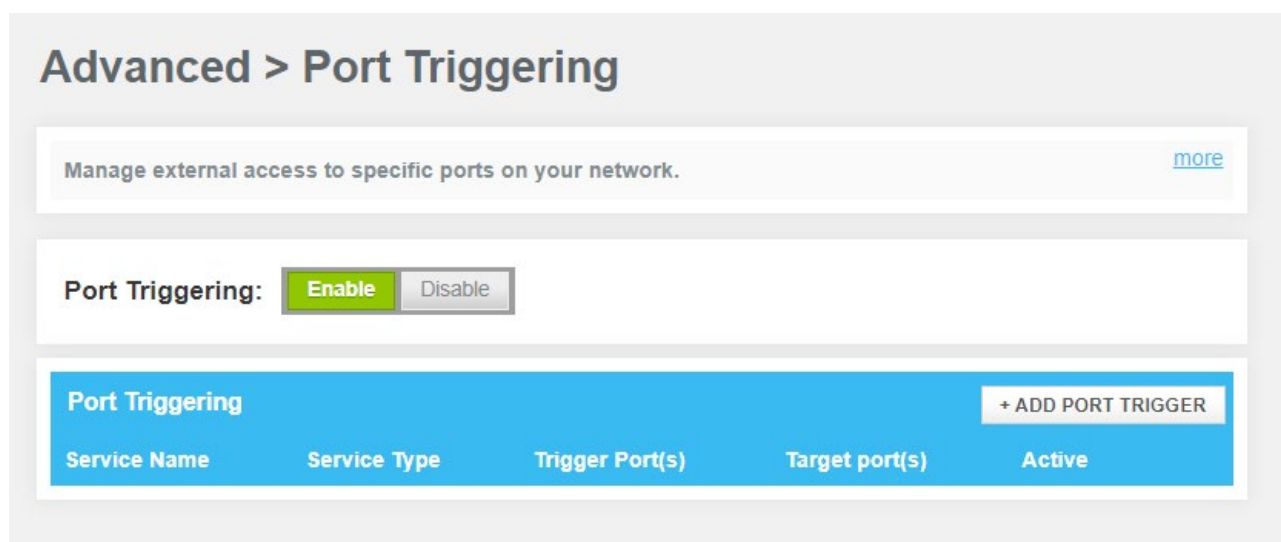 Advanced > Port Triggering
Manage external access to specific ports on your network.
more
Port Triggering:
Enable
Disable
Port Triggering
+ ADD PORT TRIGGER
Service Name
Service Type
Trigger Port(s)
Target port(s)
Active